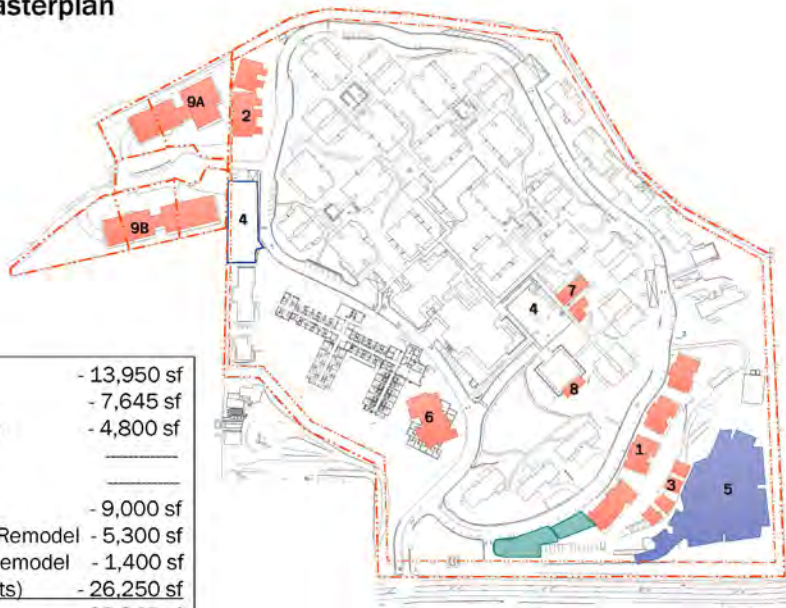 asterplan
9A
2
9B
4
7
4
8
6
1
3
5
- 13,950 sf
- 7,645 sf
- 4,800 sf
- 9,000 sf
Remodel - 5,300 sf
emodel - 1,400 sf
ts) - 26,250 sf